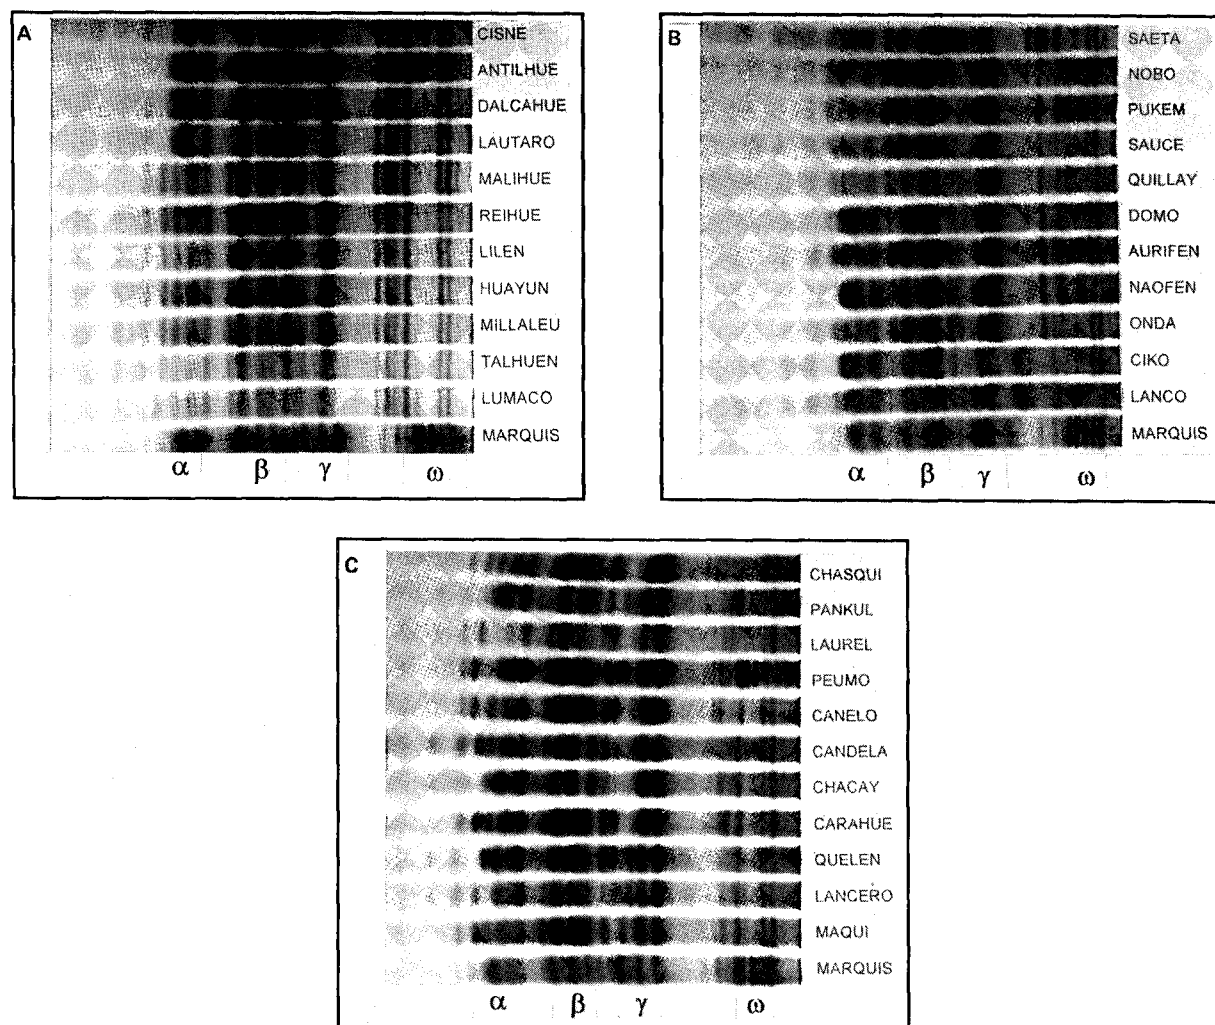 A
CISNE
ANTILHUE
DALCAHUE
LAUTARO
MALIHUE
REIHUE
LILEN
HUAYUN
MILLALEU
TALHUEN
LUMACO
MARQUIS
α β γ ω
B
SAETA
NOBO
PUKEM
SAUCE
QUILLAY
DOMO
AURIFEN
NAOFEN
ONDA
CIKO
LANCO
MARQUIS
α β γ ω
C
CHASQUI
PANKUL
LAUREL
PEUMO
CANELO
CANDELA
CHACAY
CARAHUE
QUELEN
LANCERO
MAQUI
MARQUIS
α β γ ω